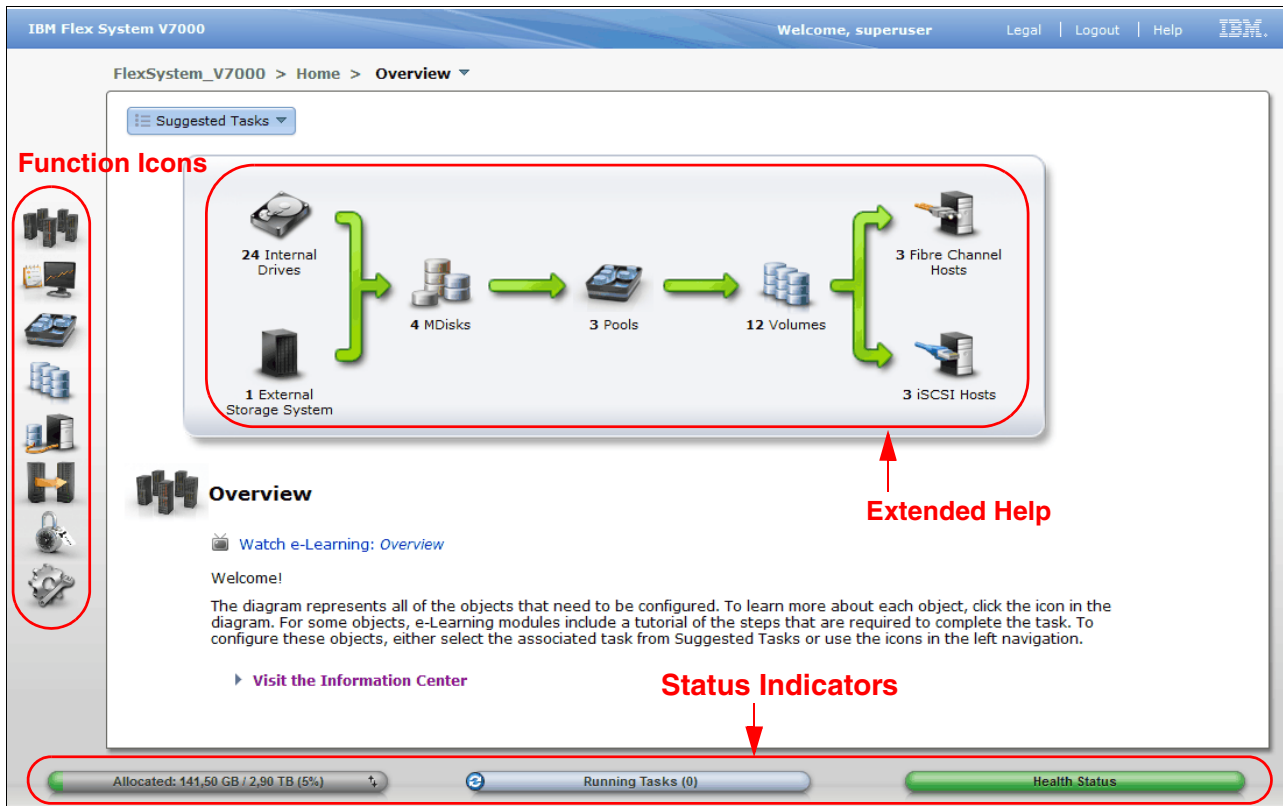 IBM Flex System V7000
Welcome, superuser
Legal | Logout | Help
IBM.
FlexSystem_V7000 > Home > Overview
Suggested Tasks
Function Icons
24 Internal
Drives
1 External
Storage System
4 MDisks
3 Pools
12 Volumes
3 Fibre Channel
Hosts
3 iSCSI Hosts
Extended Help
Overview
Watch e-Learning: Overview
Welcome!
The diagram represents all of the objects that need to be configured. To learn more about each object, click the icon in the
diagram. For some objects, e-Learning modules include a tutorial of the steps that are required to complete the task. To
configure these objects, either select the associated task from Suggested Tasks or use the icons in the left navigation.
Visit the Information Center
Status Indicators
Allocated: 141,50 GB / 2,90 TB (5%)
Running Tasks (0)
Health Status